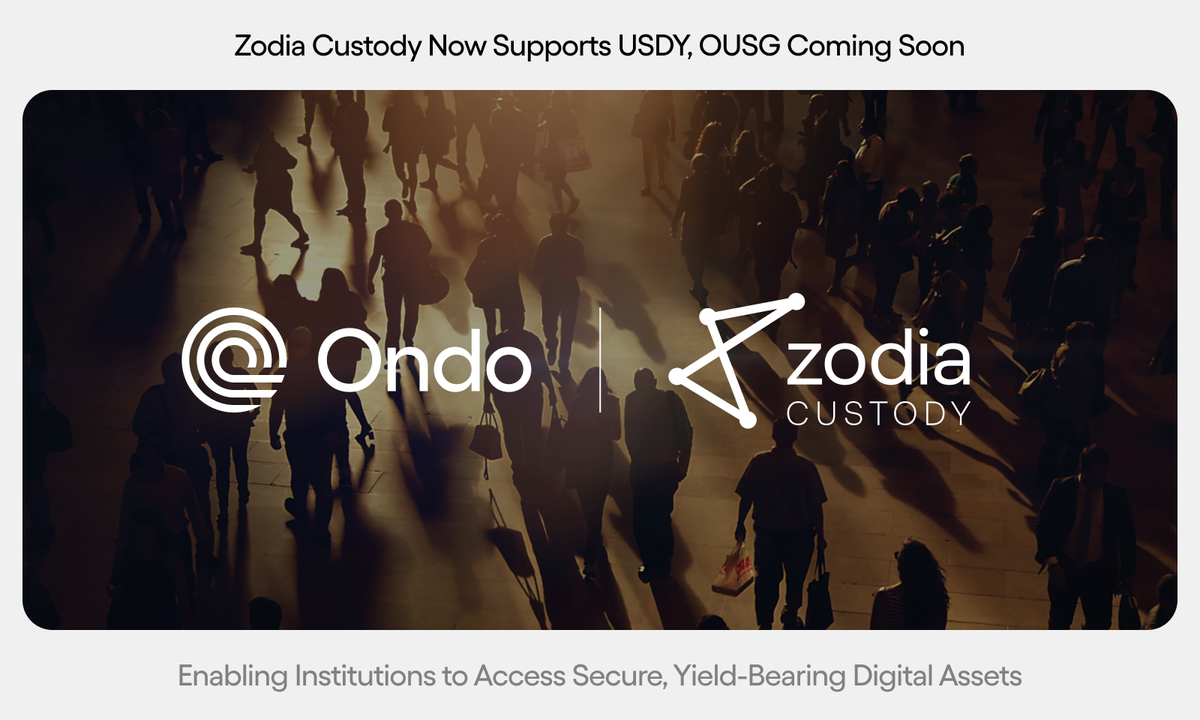 Zodia Custody Now Supports USDY, OUSG Coming Soon
Ondo
zodia
CUSTODY
Enabling Institutions to Access Secure, Yield-Bearing Digital Assets